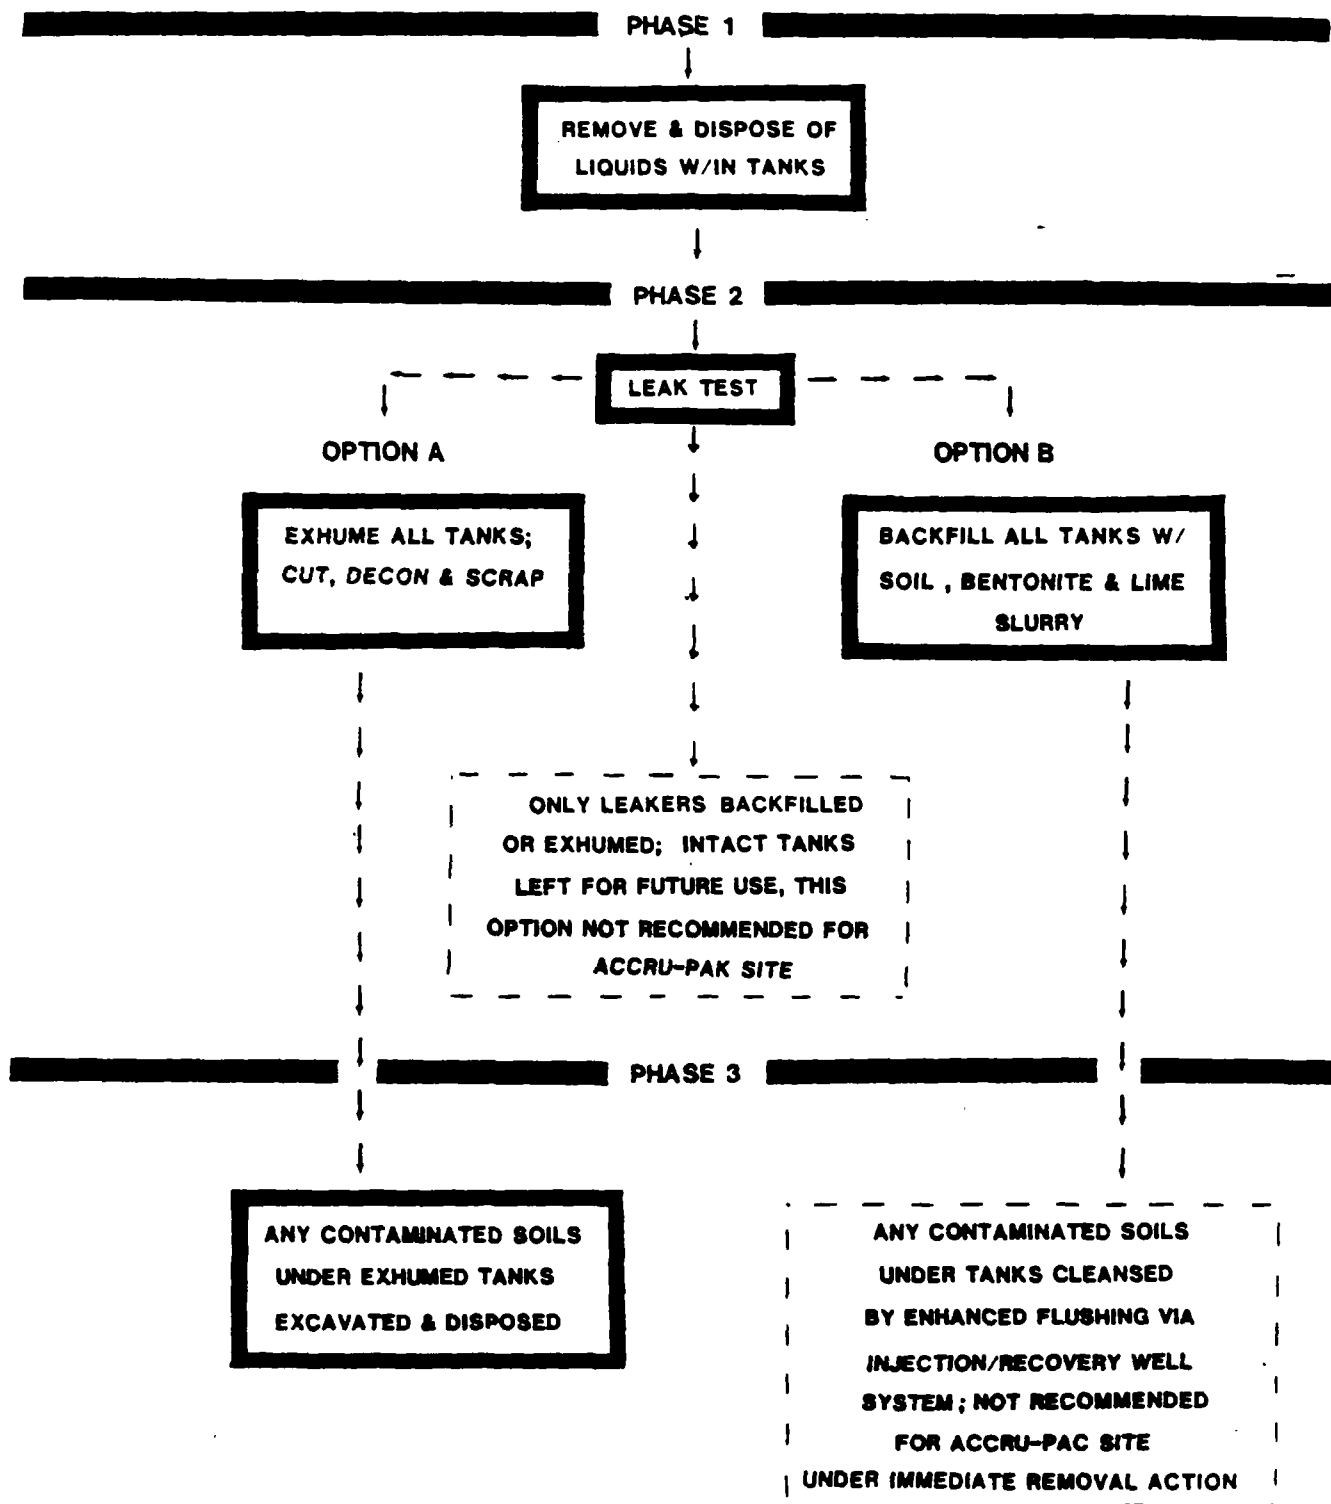 PHASE 1
REMOVE & DISPOSE OF
LIQUIDS W/IN TANKS
PHASE 2
LEAK TEST
OPTION A
EXHUME ALL TANKS;
CUT, DECON & SCRAP
OPTION B
BACKFILL ALL TANKS W/
SOIL , BENTONITE & LIME
SLURRY
ONLY LEAKERS BACKFILLED
OR EXHUMED; INTACT TANKS
LEFT FOR FUTURE USE, THIS
OPTION NOT RECOMMENDED FOR
ACCRU-PAK SITE
PHASE 3
ANY CONTAMINATED SOILS
UNDER EXHUMED TANKS
EXCAVATED & DISPOSED
ANY CONTAMINATED SOILS
UNDER TANKS CLEANSED
BY ENHANCED FLUSHING VIA
INJECTION/RECOVERY WELL
SYSTEM ; NOT RECOMMENDED
FOR ACCRU-PAC SITE
UNDER IMMEDIATE REMOVAL ACTION